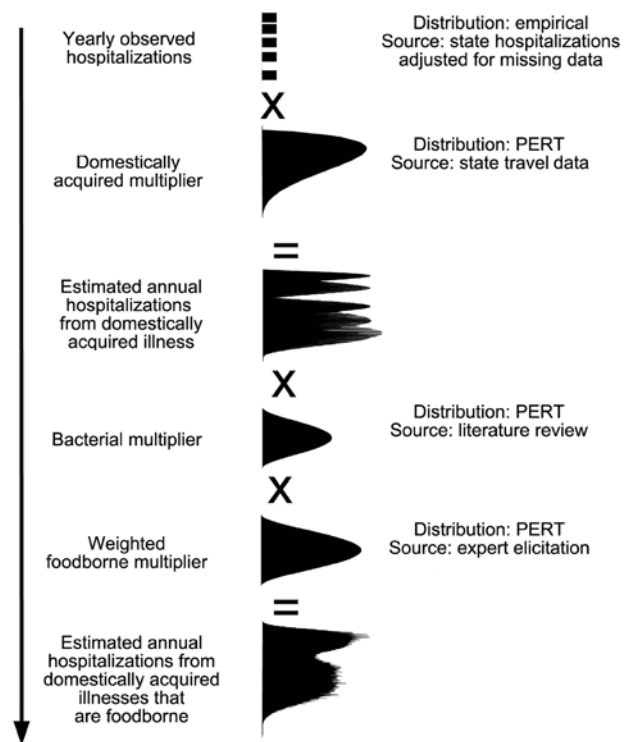 Yearly observed
hospitalizations
Distribution: empirical
Source: state hospitalizations
adjusted for missing data
X
Domestically
acquired multiplier
Distribution: PERT
Source: state travel data
=
Estimated annual
hospitalizations
from domestically
acquired illness
X
Bacterial multiplier
Distribution: PERT
Source: literature review
X
Weighted
foodborne multiplier
Distribution: PERT
Source: expert elicitation
=
Estimated annual
hospitalizations from
domestically acquired
illnesses that
are foodborne